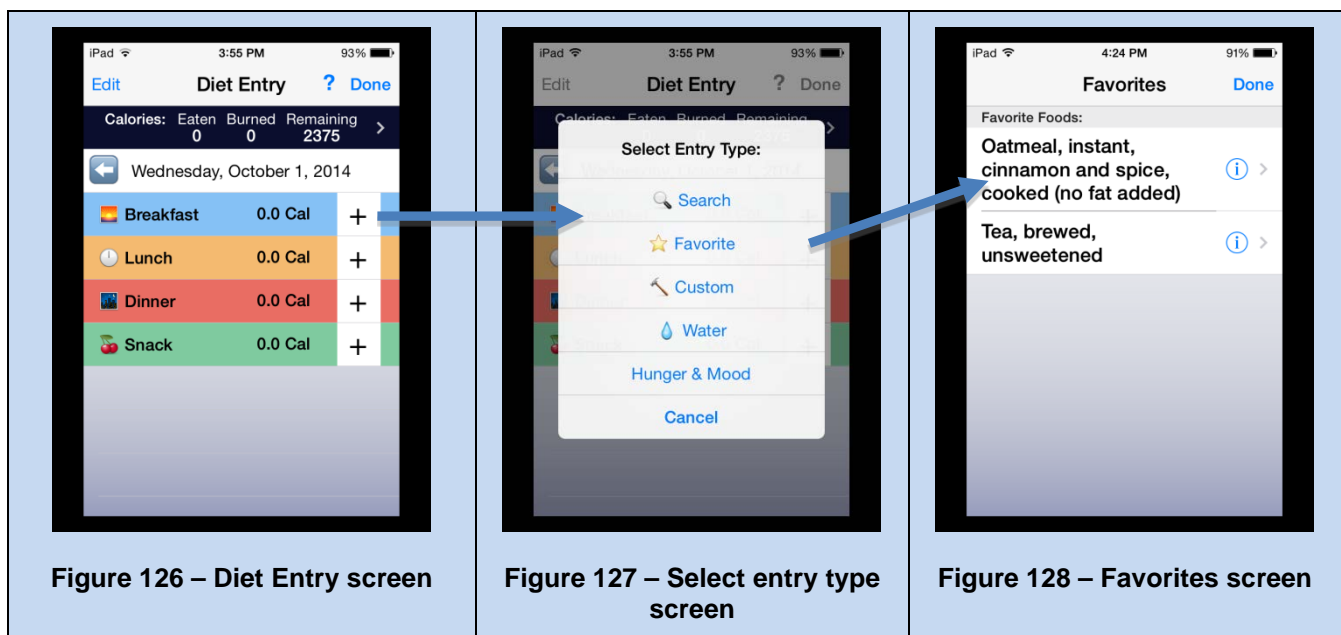 iPad 3:55 PM 93%
Edit Diet Entry ? Done
Calories: Eaten Burned Remaining
0 0 2375 >
Wednesday, October 1, 2014
Breakfast 0.0 Cal +
Lunch 0.0 Cal +
Dinner 0.0 Cal +
Snack 0.0 Cal +
Figure 126 – Diet Entry screen
iPad 3:55 PM 93%
Edit Diet Entry ? Done
Calories: Eaten Burned Remaining
Select Entry Type:
Search
Favorite
Custom
Water
Hunger & Mood
Cancel
Figure 127 – Select entry type
screen
iPad 4:24 PM 91%
Favorites Done
Favorite Foods:
Oatmeal, instant,
cinnamon and spice,
cooked (no fat added)
Tea, brewed,
unsweetened
Figure 128 – Favorites screen